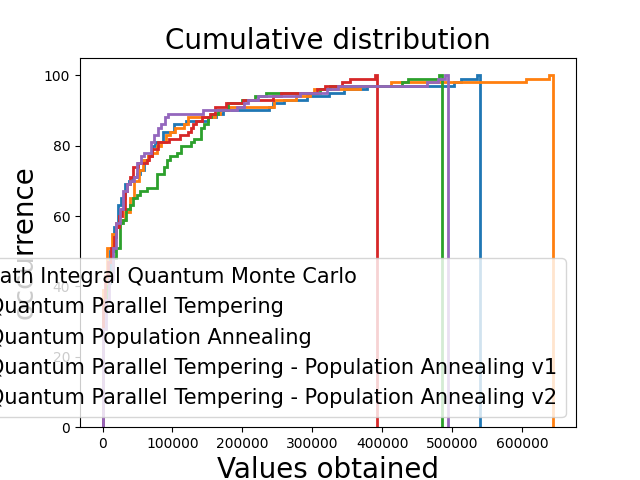 Cumulative distribution
100
80
60
40
20
0
occurrence
ath Integral Quantum Monte Carlo
Quantum Parallel Tempering
Quantum Population Annealing
Quantum Parallel Tempering - Population Annealing v1
Quantum Parallel Tempering - Population Annealing v2
0 100000 200000 300000 400000 500000 600000
Values obtained